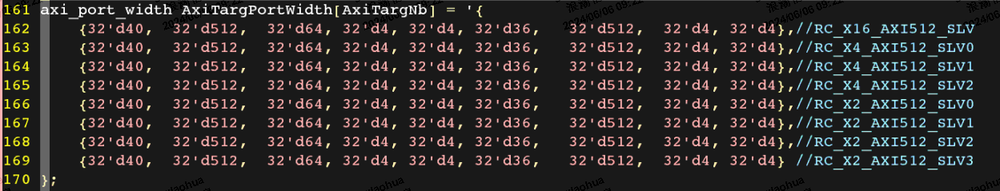 161 axi_port_width AxiTargPortWidth[AxiTargNb] = '{
162 {32'd40, 32'd512, 32'd64, 32'd4, 32'd4, 32'd36, 32'd512, 32'd4, 32'd4},//RC_X16_AXI512_SLV
163 {32'd40, 32'd512, 32'd64, 32'd4, 32'd4, 32'd36, 32'd512, 32'd4, 32'd4},//RC_X4_AXI512_SLV0
164 {32'd40, 32'd512, 32'd64, 32'd4, 32'd4, 32'd36, 32'd512, 32'd4, 32'd4},//RC_X4_AXI512_SLV1
165 {32'd40, 32'd512, 32'd64, 32'd4, 32'd4, 32'd36, 32'd512, 32'd4, 32'd4},//RC_X4_AXI512_SLV2
166 {32'd40, 32'd512, 32'd64, 32'd4, 32'd4, 32'd36, 32'd512, 32'd4, 32'd4},//RC_X2_AXI512_SLV0
167 {32'd40, 32'd512, 32'd64, 32'd4, 32'd4, 32'd36, 32'd512, 32'd4, 32'd4},//RC_X2_AXI512_SLV1
168 {32'd40, 32'd512, 32'd64, 32'd4, 32'd4, 32'd36, 32'd512, 32'd4, 32'd4},//RC_X2_AXI512_SLV2
169 {32'd40, 32'd512, 32'd64, 32'd4, 32'd4, 32'd36, 32'd512, 32'd4, 32'd4} //RC_X2_AXI512_SLV3
170 };